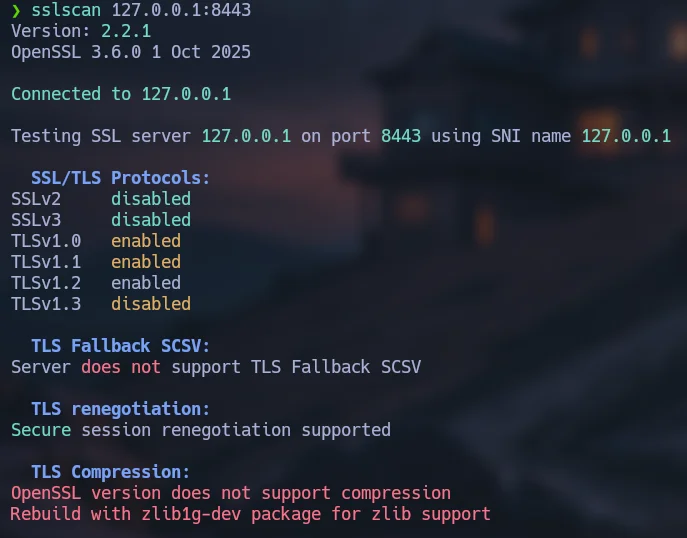 ❯ sslscan 127.0.0.1:8443
Version: 2.2.1
OpenSSL 3.6.0 1 Oct 2025
Connected to 127.0.0.1
Testing SSL server 127.0.0.1 on port 8443 using SNI name 127.0.0.1
SSL/TLS Protocols:
SSLv2     disabled
SSLv3     disabled
TLSv1.0   enabled
TLSv1.1   enabled
TLSv1.2   enabled
TLSv1.3   disabled
TLS Fallback SCSV:
Server does not support TLS Fallback SCSV
TLS renegotiation:
Secure session renegotiation supported
TLS Compression:
OpenSSL version does not support compression
Rebuild with zlib1g-dev package for zlib support